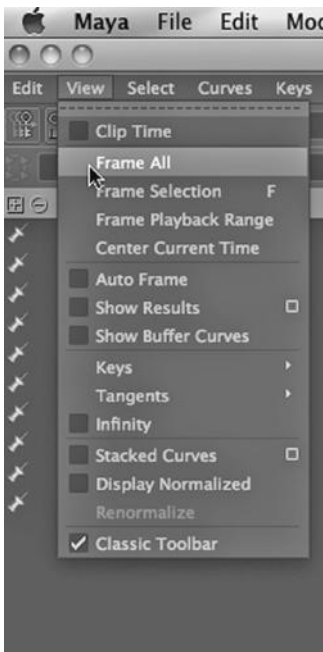 Maya File Edit
Edit View Select Curves Keys
Clip Time
Frame All
Frame Selection F
Frame Playback Range
Center Current Time
Auto Frame
Show Results
Show Buffer Curves
Keys
Tangents
Infinity
Stacked Curves
Display Normalized
Renormalize
Classic Toolbar